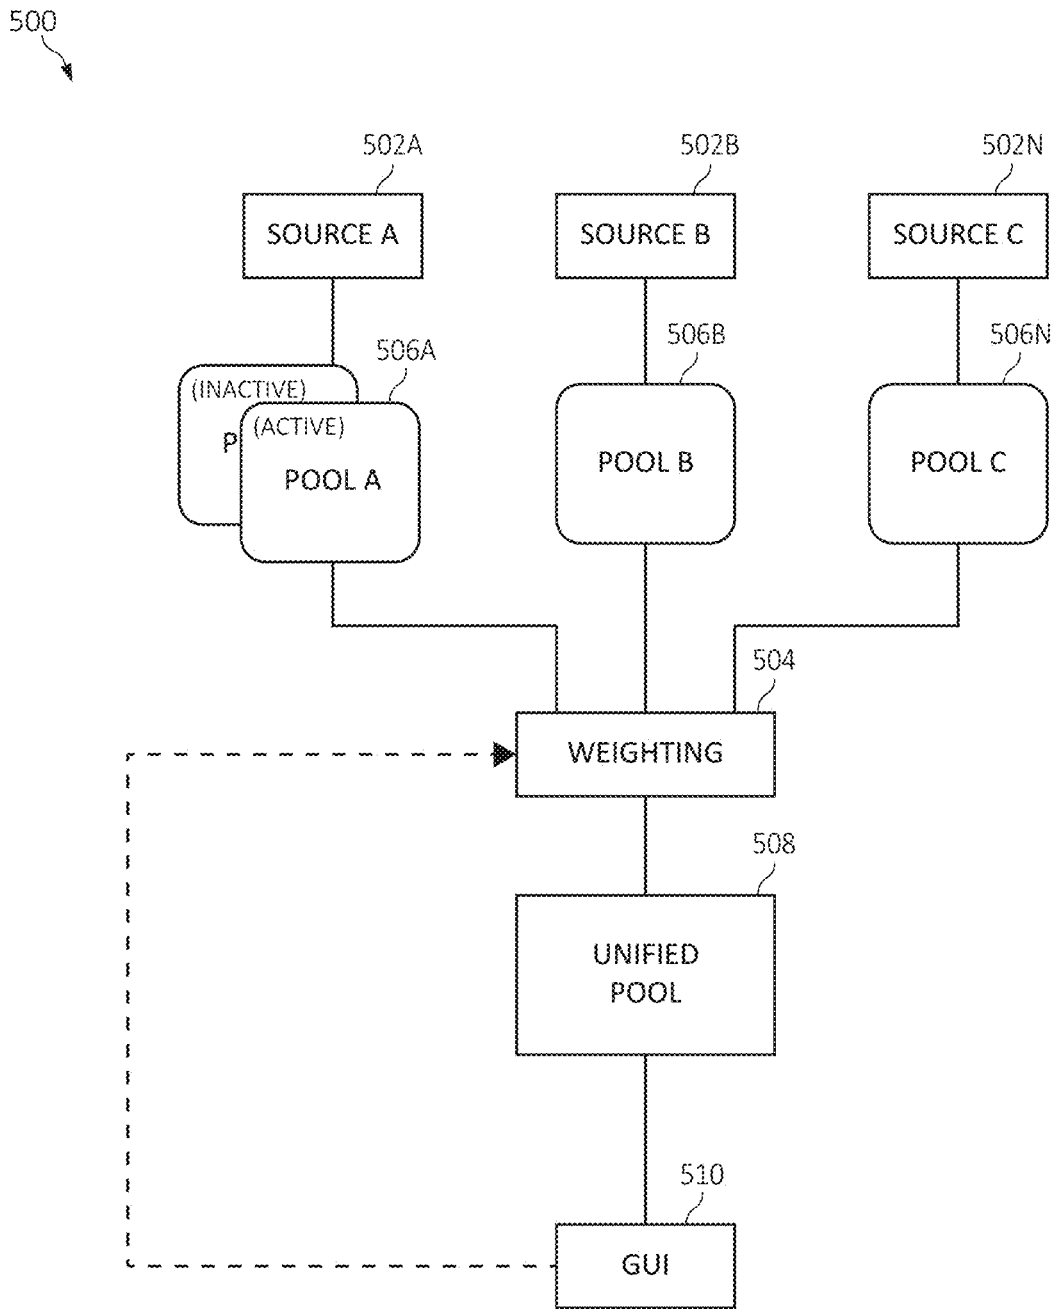 500
502A
502B
502N
SOURCE A
SOURCE B
SOURCE C
506A
506B
506N
(INACTIVE)
P
(ACTIVE)
POOL A
POOL B
POOL C
504
WEIGHTING
508
UNIFIED
POOL
510
GUI